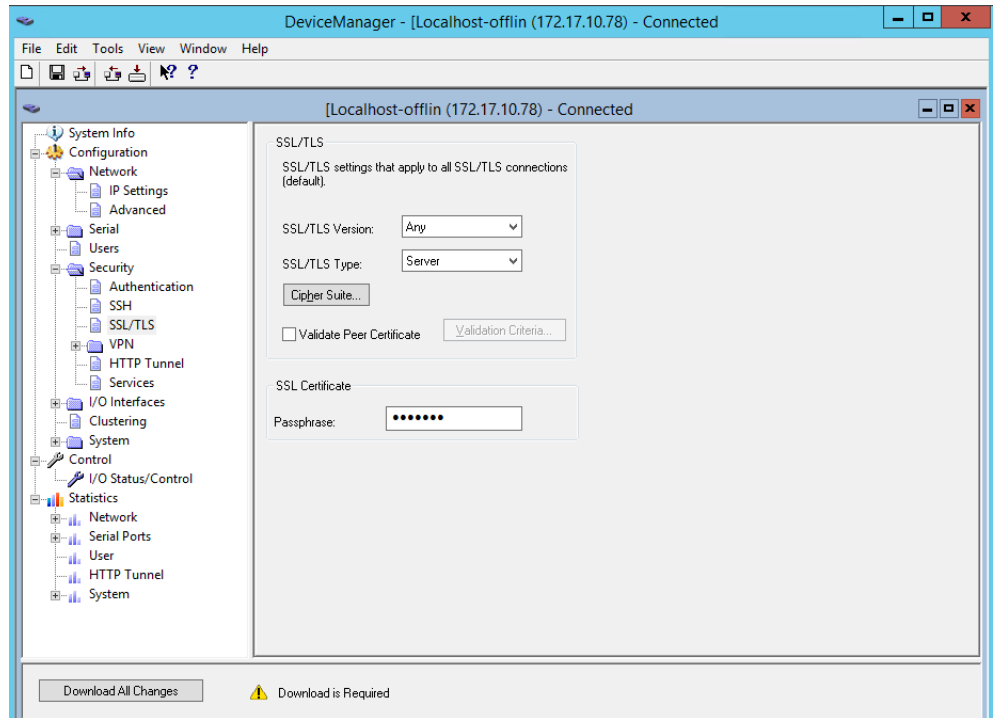 DeviceManager - [Localhost-offlin (172.17.10.78) - Connected
File Edit Tools View Window Help
[Localhost-offlin (172.17.10.78) - Connected
System Info
Configuration
Network
IP Settings
Advanced
Serial
Users
Security
Authentication
SSH
SSL/TLS
VPN
HTTP Tunnel
Services
I/O Interfaces
Clustering
System
Control
I/O Status/Control
Statistics
Network
Serial Ports
User
HTTP Tunnel
System
SSL/TLS
SSL/TLS settings that apply to all SSL/TLS connections
(default).
SSL/TLS Version: Any
SSL/TLS Type: Server
Cipher Suite...
Validate Peer Certificate Validation Criteria...
SSL Certificate
Passphrase: •••••••
Download All Changes Download is Required